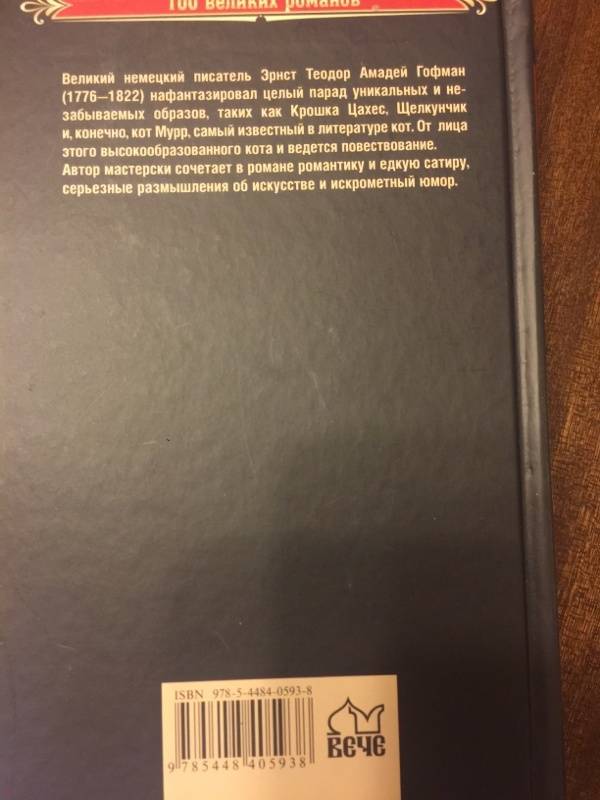 100 великих романов
Великий немецкий писатель Эрнст Теодор Амадей Гофман
(1776—1822) нафантазировал целый парад уникальных и не-
забываемых образов, таких как Крошка Цахес, Щелкунчик
и, конечно, кот Мурр, самый известный в литературе кот. От лица
этого высокообразованного кота и ведется повествование.
Автор мастерски сочетает в романе романтику и едкую сатиру,
серьезные размышления об искусстве и искрометный юмор.
ISBN 978-5-4484-0593-8
9 785448 405938
ВЕЧЕ